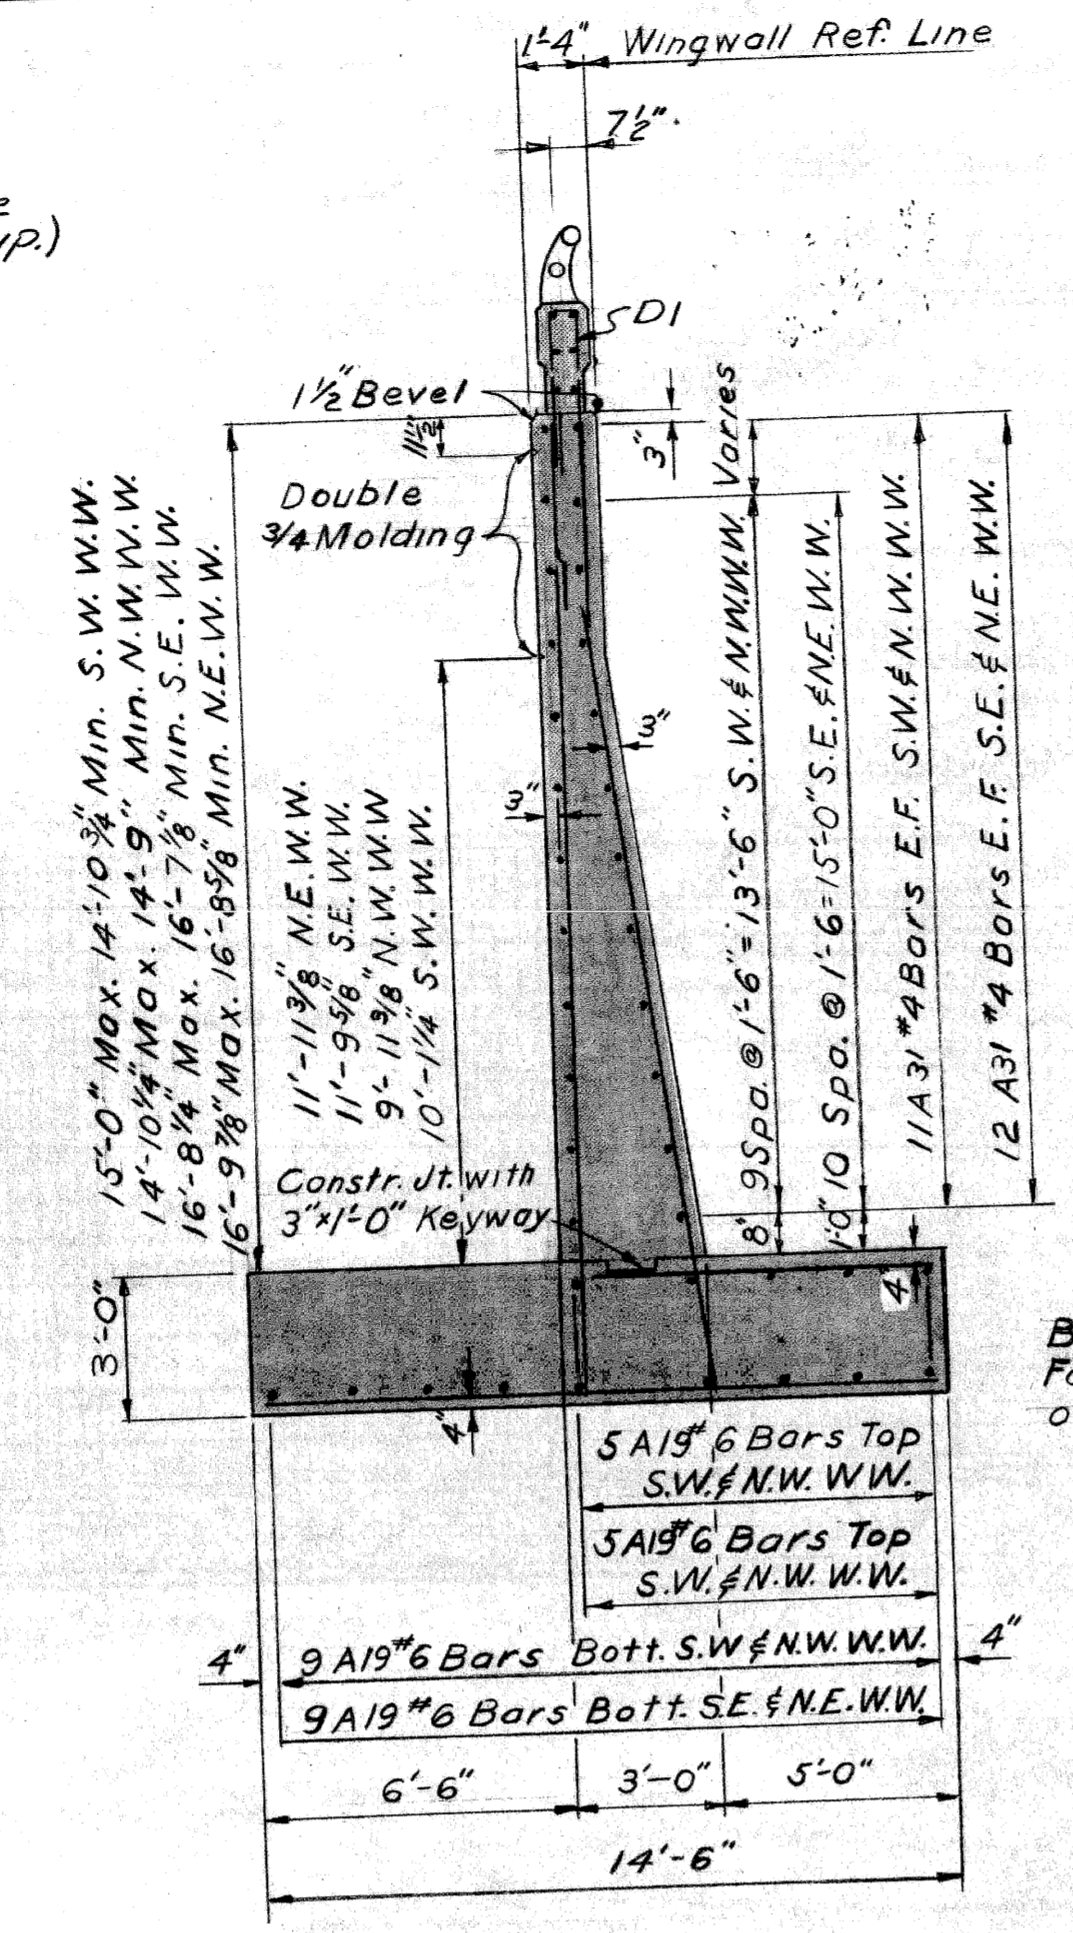 1'-4" Wingwall Ref. Line
7½"
D1
1½" Bevel
11½"
3"
Varies
Double
¾ Molding
15'-0" Max. 14'-10¾" Min. S. W. W.W.
14'-10¼" Max. 14'-9" Min. N.W. W.W.
16'-8¼" Max. 16'-7⅛" Min. S.E. W.W.
16'-9⅞" Max. 16'-8⅝" Min. N.E. W.W.
11'-11⅜" N.E. W.W.
11'-9⅝" S.E. W.W.
9'-11⅜" N.W. W.W
10'-1¼" S.W. W.W.
3"
3"
9 Spa. @ 1'-6" = 13'-6" S. W. & N.W. W.W.
10 Spa. @ 1'-6=15'-0" S.E. & N.E. W. W.
11 A31 #4 Bars E.F. S.W. & N.W. W.W.
12 A31 #4 Bars E.F. S.E. & N.E. W.W.
8"
1'-0"
Constr. Jt. with
3"x1'-0" Keyway
3'-0"
4"
4"
5 A19 #6 Bars Top
S.W. & N.W. W W.
5 A19 #6 Bars Top
S.W. & N.W. W.W.
4"
9 A19 #6 Bars Bott. S.W & N.W. W.W.
4"
9 A19 #6 Bars Bott. S.E. & N.E. W.W.
6'-6"
3'-0"
5'-0"
14'-6"